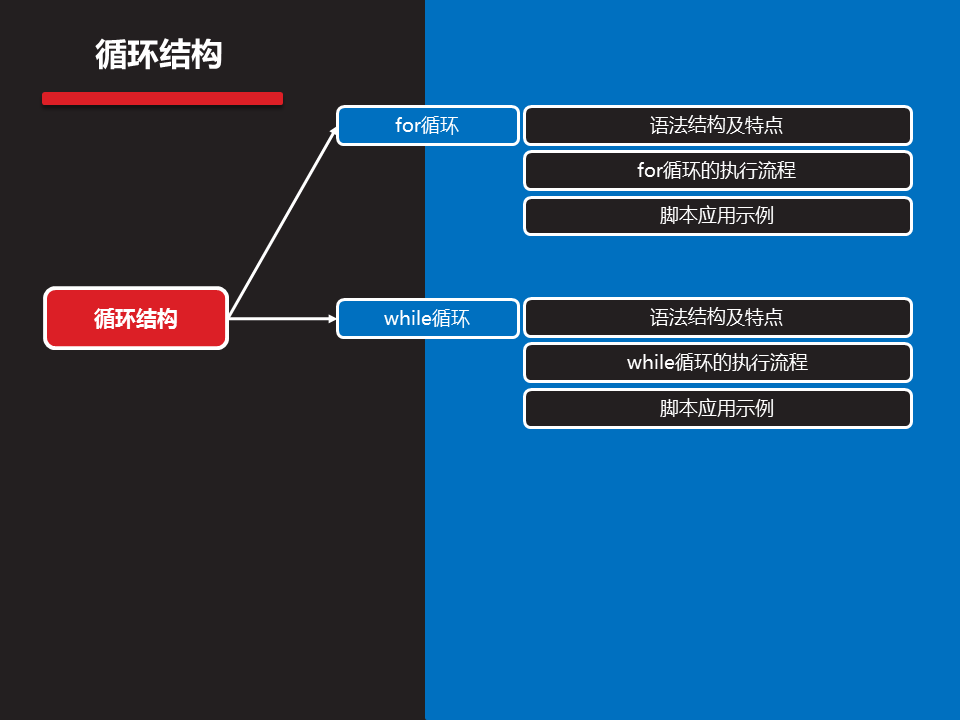 循环结构
for循环
语法结构及特点
for循环的执行流程
脚本应用示例
循环结构
while循环
语法结构及特点
while循环的执行流程
脚本应用示例